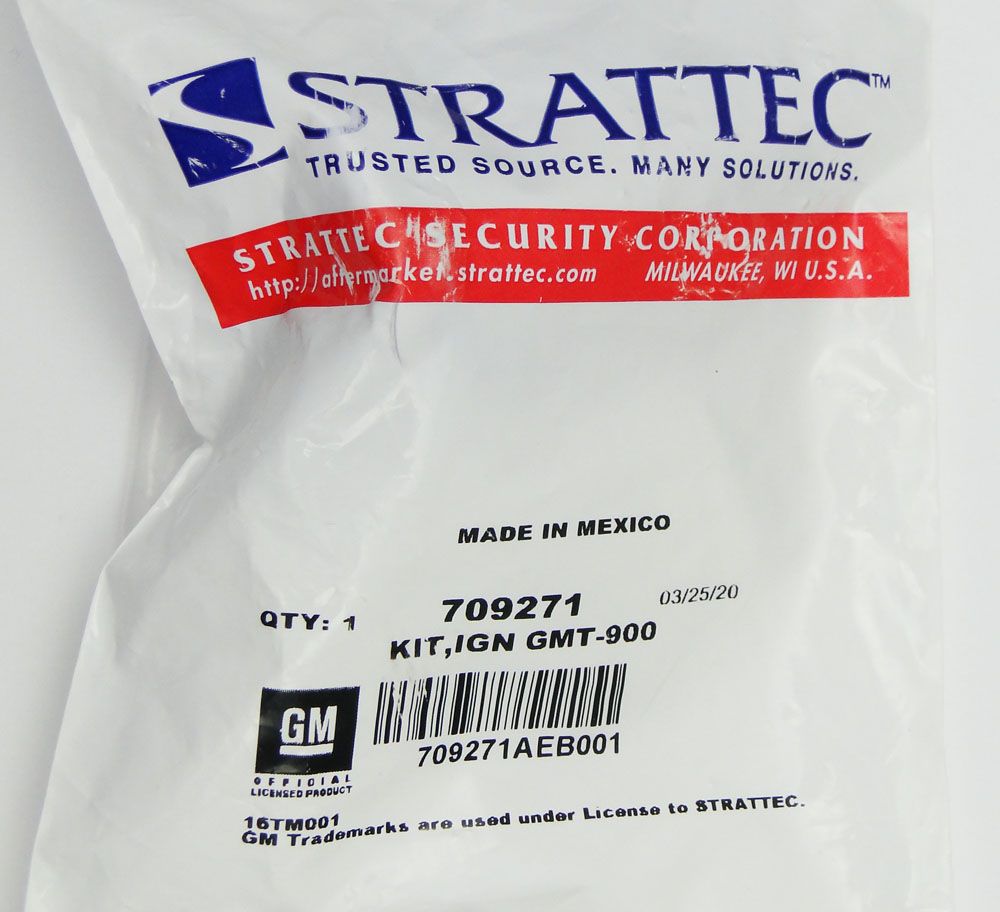 STRATTEC™
TRUSTED SOURCE. MANY SOLUTIONS.
STRATTEC SECURITY CORPORATION
http://aftermarket.strattec.com MILWAUKEE, WI U.S.A.
MADE IN MEXICO
QTY: 1 709271 03/25/20
KIT,IGN GMT-900
GM
709271AEB001
OFFICIAL
LICENSED PRODUCT
16TM001
GM Trademarks are used under License to STRATTEC.